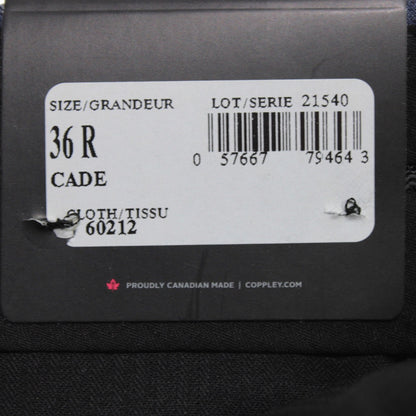 SIZE/GRANDEUR LOT/SERIE 21540
36 R
CADE
0 57667 79464 3
CLOTH/TISSU
60212
PROUDLY CANADIAN MADE | COPPLEY.COM